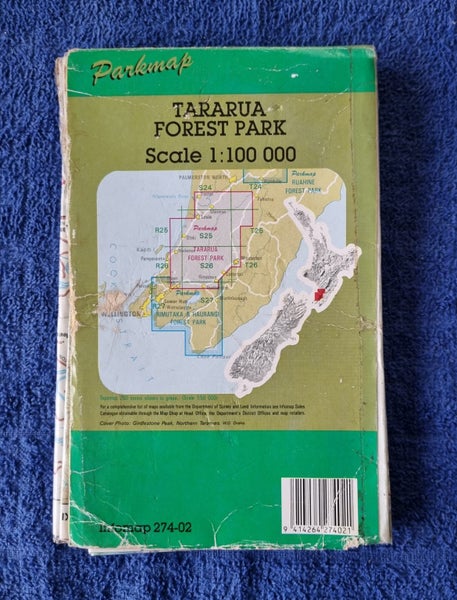 Parkmap
TARARUA
FOREST PARK
Scale 1:100 000
PALMERSTON NORTH
S24
T24
Parkmap
RUAHINE
FOREST PARK
R25
Parkmap
S25
T25
TARARUA
FOREST PARK
R26
S26
T26
WELLINGTON
R27
Parkmap
S27
RIMUTAKA & HAURANGI
FOREST PARK
For a comprehensive list of maps available from the Department of Survey and Land Information see Infomap Sales
Catalogue obtainable through the Map Shop at Head Office, the Department's District Offices and map retailers.
Cover Photo: Girdlestone Peak, Northern Tararuas.
Infomap 274-02
9 414264 274021